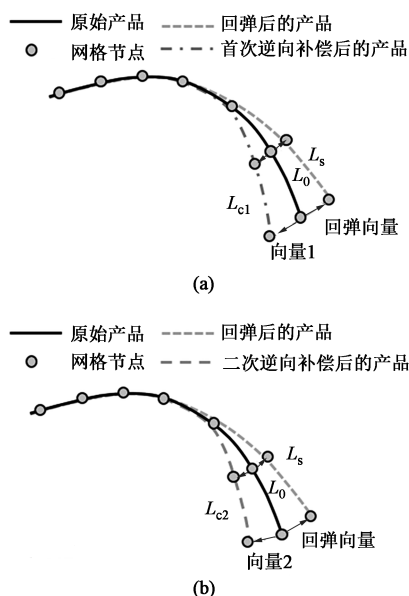 原始产品 回弹后的产品
网格节点 首次逆向补偿后的产品
Ls
L0
Lc1
回弹向量
向量1
(a)
原始产品 回弹后的产品
网格节点 二次逆向补偿后的产品
Ls
L0
Lc2
回弹向量
向量2
(b)